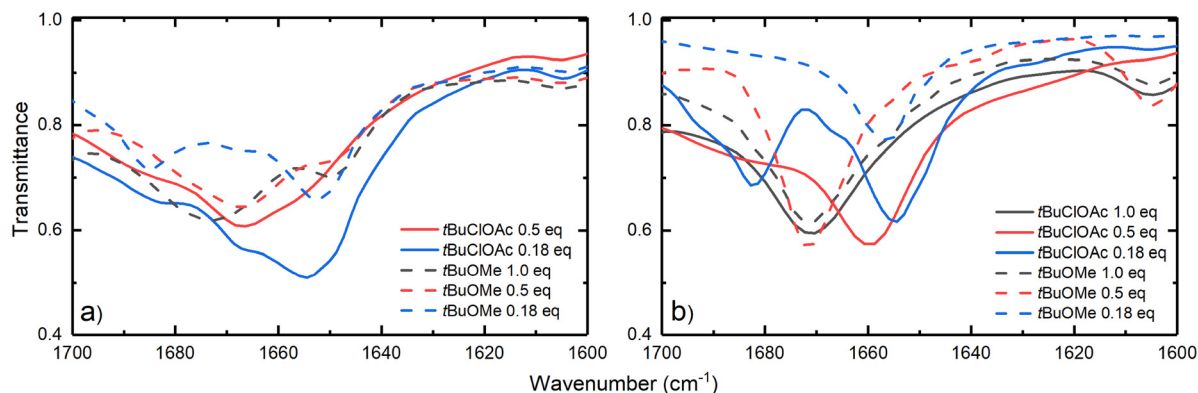 1.0
0.8
0.6
0.4
Transmittance
tBuClOAc 0.5 eq
tBuClOAc 0.18 eq
tBuOMe 1.0 eq
tBuOMe 0.5 eq
tBuOMe 0.18 eq
a)
1700 1680 1660 1640 1620 1600
1.0
0.8
0.6
0.4
tBuClOAc 1.0 eq
tBuClOAc 0.5 eq
tBuClOAc 0.18 eq
tBuOMe 1.0 eq
tBuOMe 0.5 eq
tBuOMe 0.18 eq
b)
1700 1680 1660 1640 1620 1600
Wavenumber (cm⁻¹)